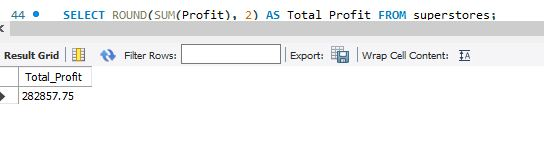 44 SELECT ROUND(SUM(Profit), 2) AS Total_Profit FROM superstores;
Result Grid Filter Rows: Export: Wrap Cell Content: IA
Total_Profit
282857.75